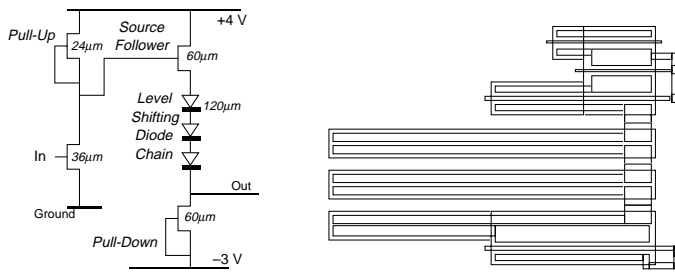 +4 V
Pull-Up
24µm
Source
Follower
60µm
Level
Shifting
Diode
Chain
120µm
In
36µm
Out
Ground
60µm
Pull-Down
–3 V